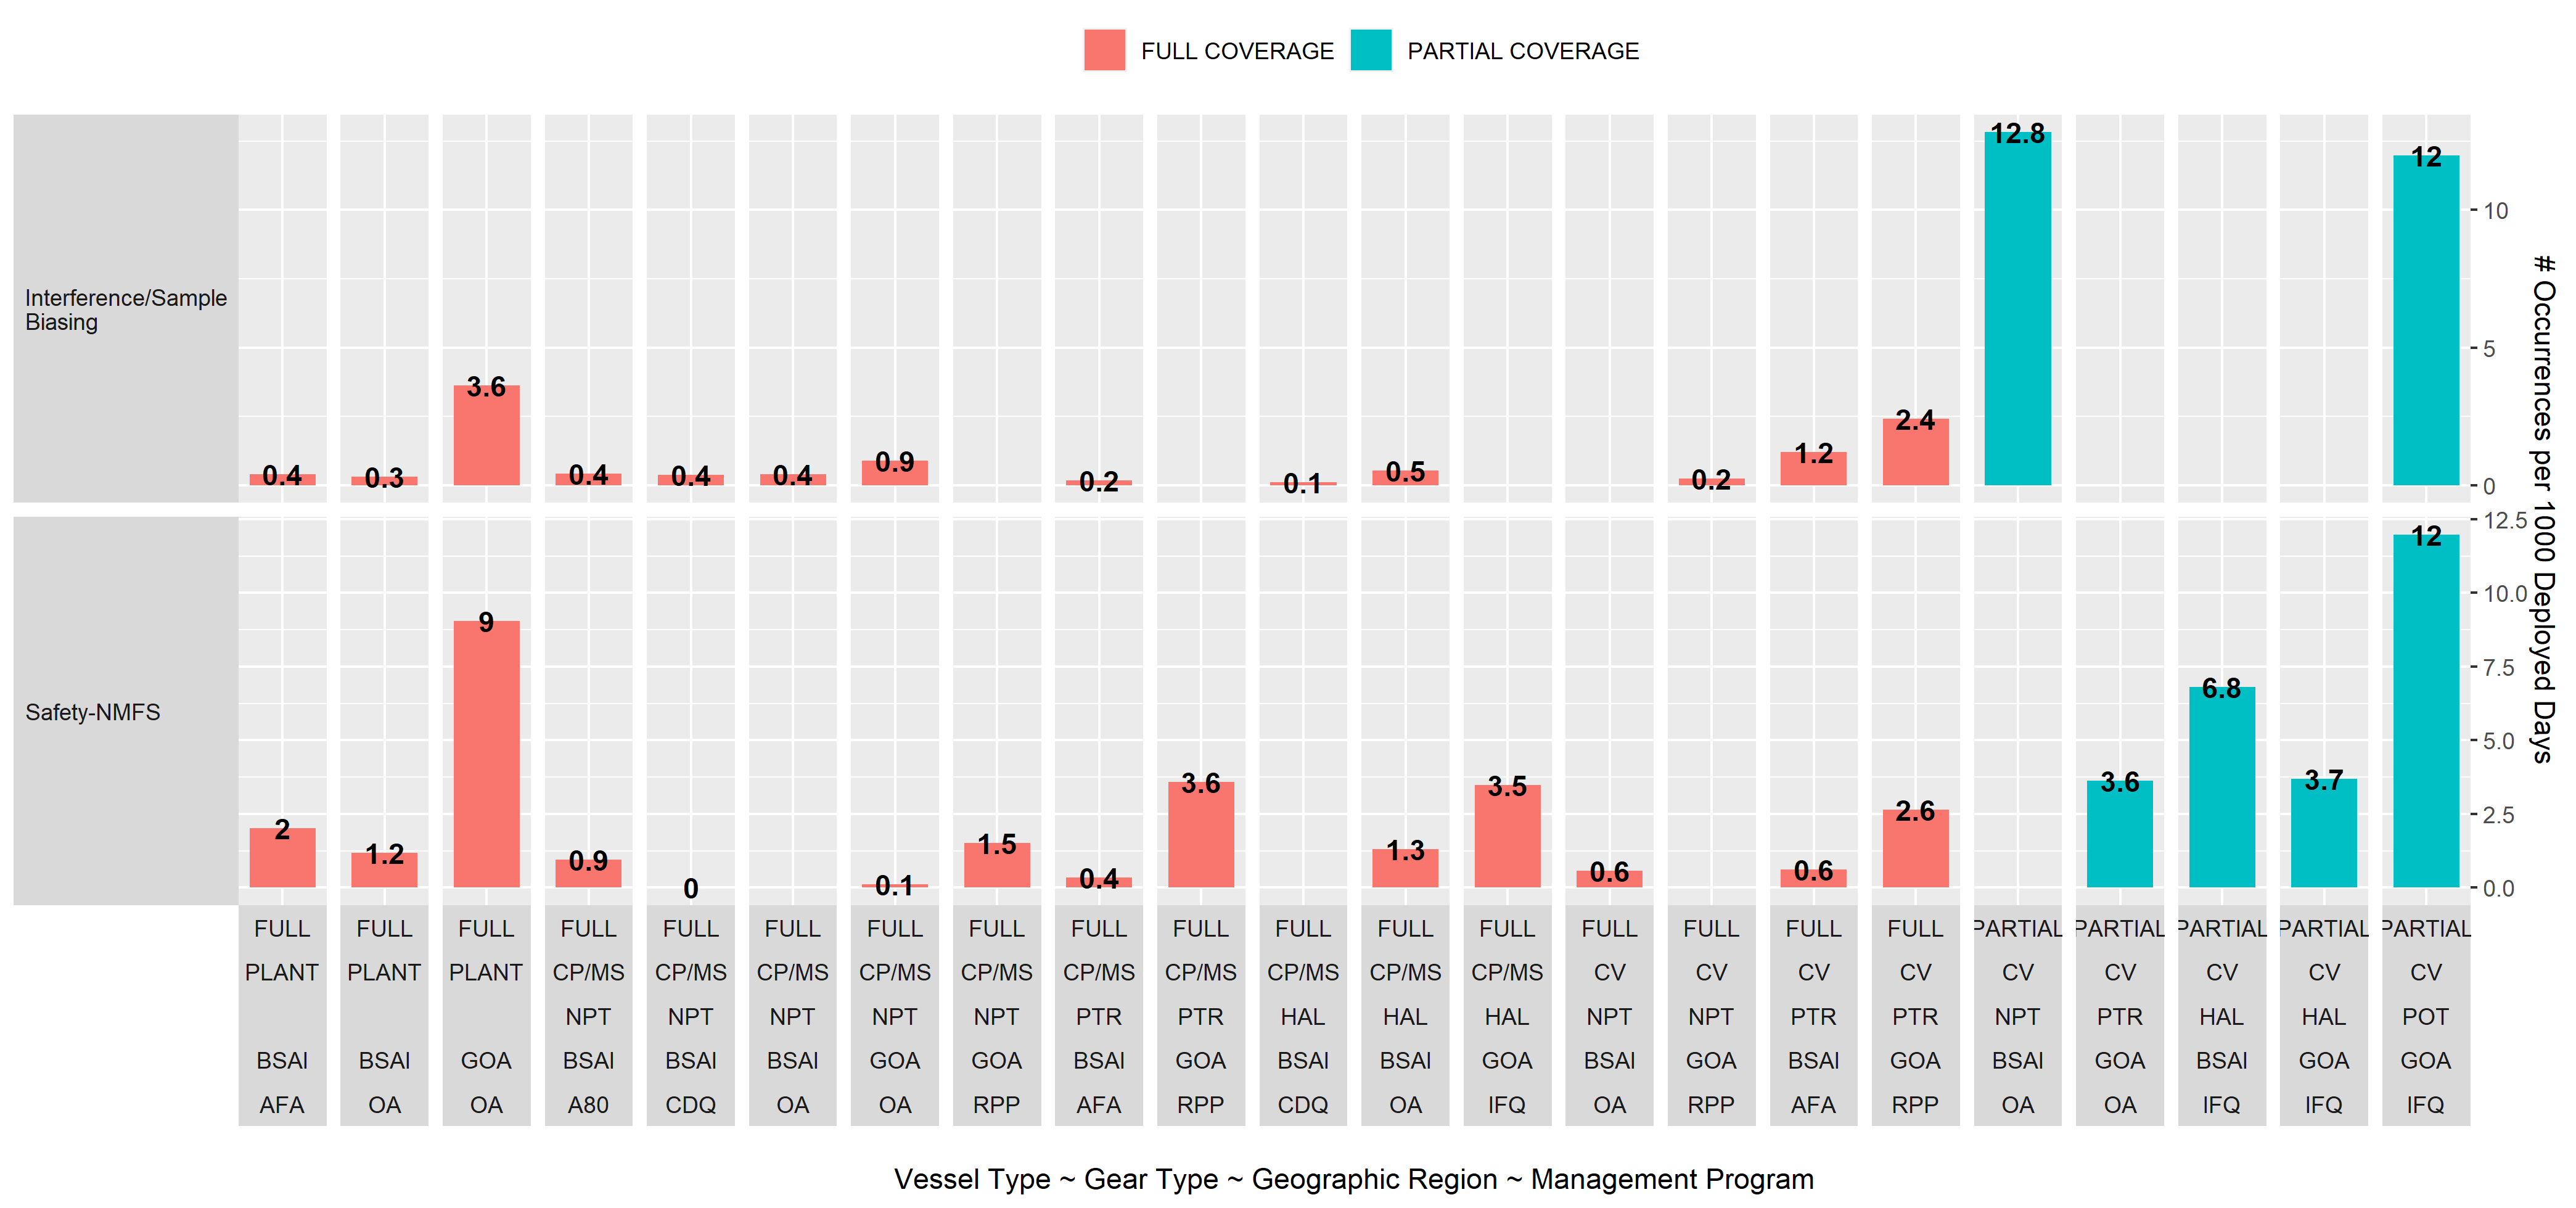 FULL COVERAGE PARTIAL COVERAGE
Interference/Sample
Biasing
0.4 0.3 3.6 0.4 0.4 0.4 0.9 0.2 0.1 0.5 0.2 1.2 2.4 12.8 12
10
5
0
Safety-NMFS
2 1.2 9 0.9 0 0.1 1.5 0.4 3.6 1.3 3.5 0.6 0.6 2.6 3.6 6.8 3.7 12
12.5
10.0
7.5
5.0
2.5
0.0
# Occurrences per 1000 Deployed Days
FULL FULL FULL FULL FULL FULL FULL FULL FULL FULL FULL FULL FULL FULL FULL FULL FULL PARTIAL PARTIAL PARTIAL PARTIAL PARTIAL
PLANT PLANT PLANT CP/MS CP/MS CP/MS CP/MS CP/MS CP/MS CP/MS CP/MS CP/MS CP/MS CV CV CV CV CV CV CV CV CV
NPT NPT NPT NPT NPT PTR PTR HAL HAL HAL NPT NPT PTR PTR NPT PTR HAL HAL POT
BSAI BSAI GOA BSAI BSAI BSAI GOA GOA BSAI GOA BSAI BSAI GOA BSAI GOA BSAI GOA BSAI GOA BSAI GOA GOA
AFA OA OA A80 CDQ OA OA RPP AFA RPP CDQ OA IFQ OA RPP AFA RPP OA OA IFQ IFQ IFQ
Vessel Type ~ Gear Type ~ Geographic Region ~ Management Program